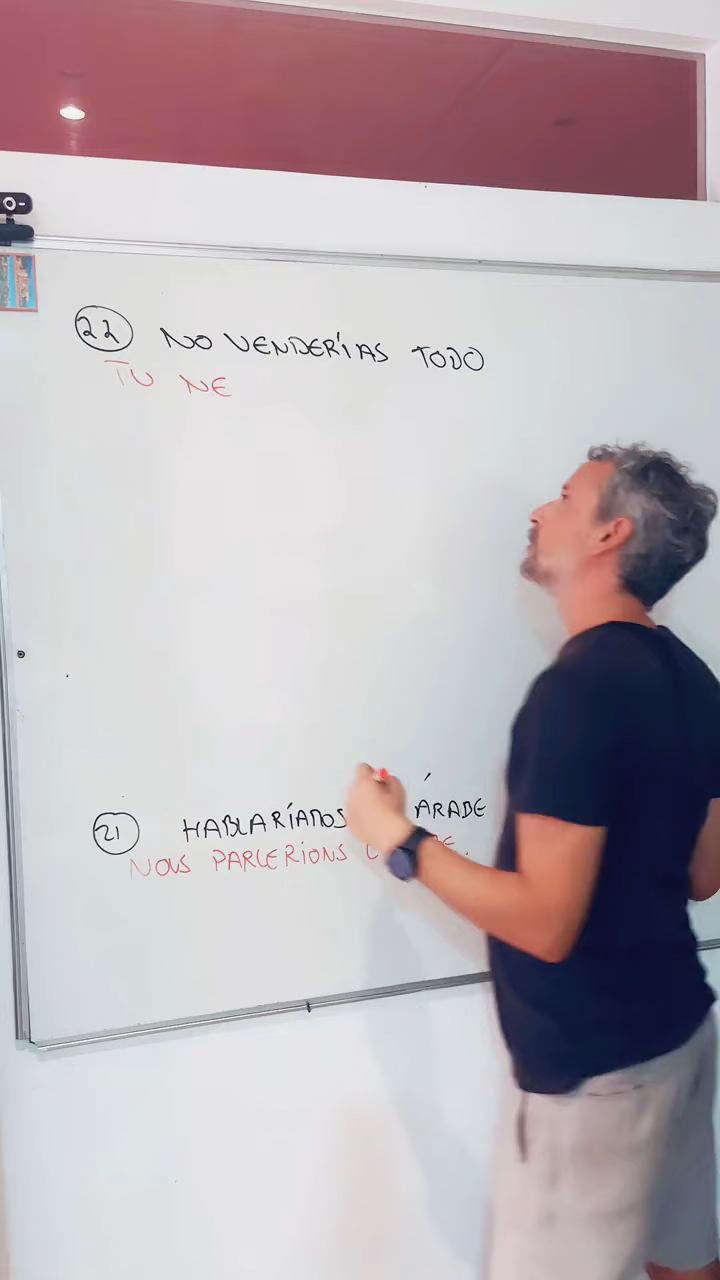 22 NO VENDERÍAS TODO
TU NE
21 HABLARÍAMOS ÁRABE
NOUS PARLERIONS